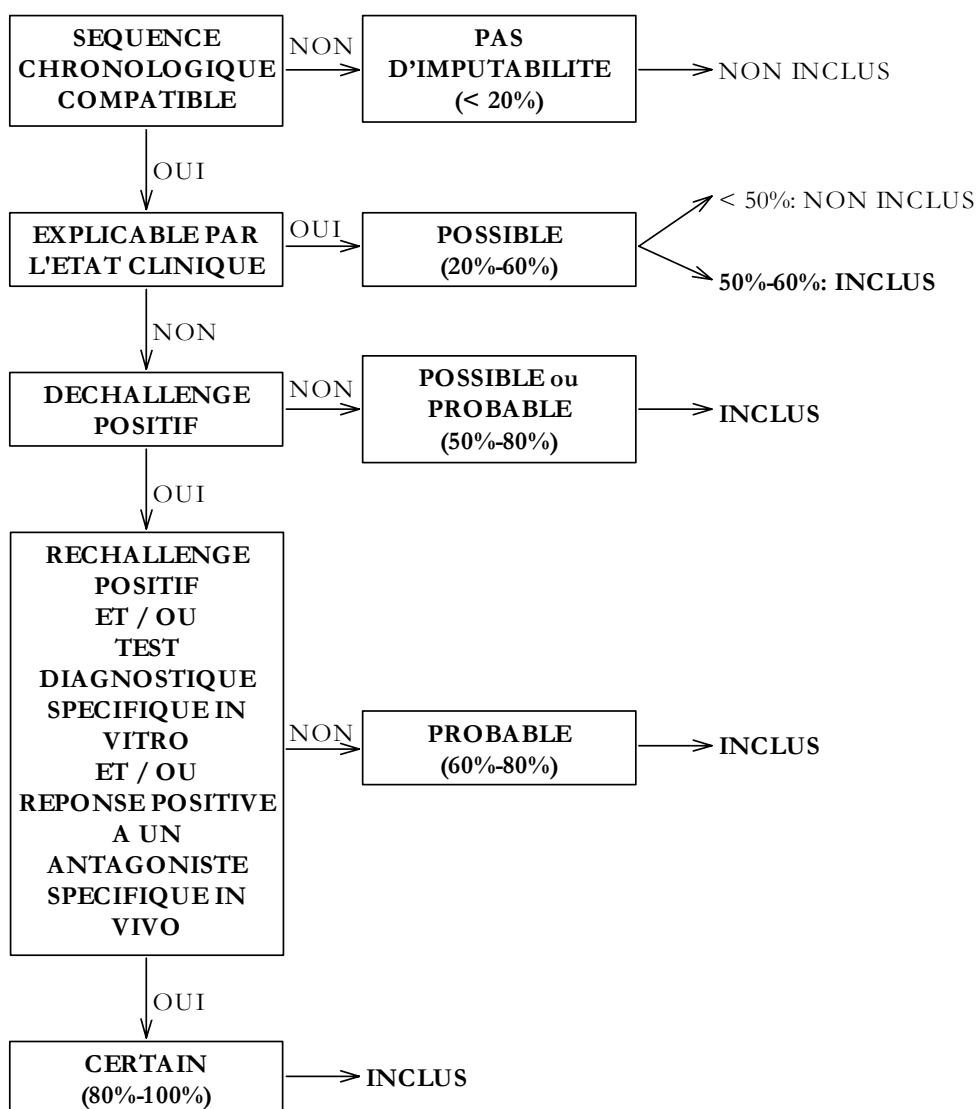 SEQUENCE
CHRONOLOGIQUE
COMPATIBLE
NON
PAS
D'IMPUTABILITE
(< 20%)
NON INCLUS
OUI
EXPLICABLE PAR
L'ETAT CLINIQUE
OUI
POSSIBLE
(20%-60%)
< 50%: NON INCLUS
50%-60%: INCLUS
NON
DECHALLENGE
POSITIF
NON
POSSIBLE ou
PROBABLE
(50%-80%)
INCLUS
OUI
RECHALLENGE
POSITIF
ET / OU
TEST
DIAGNOSTIQUE
SPECIFIQUE IN
VITRO
ET / OU
REPONSE POSITIVE
A UN
ANTAGONISTE
SPECIFIQUE IN
VIVO
NON
PROBABLE
(60%-80%)
INCLUS
OUI
CERTAIN
(80%-100%)
INCLUS